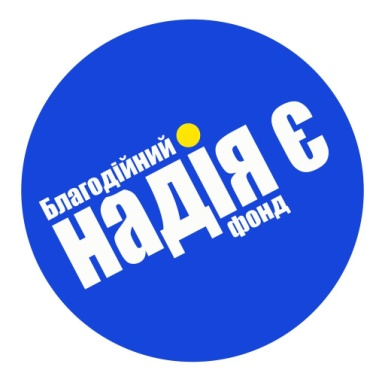 Благодійний
надія є
фонд